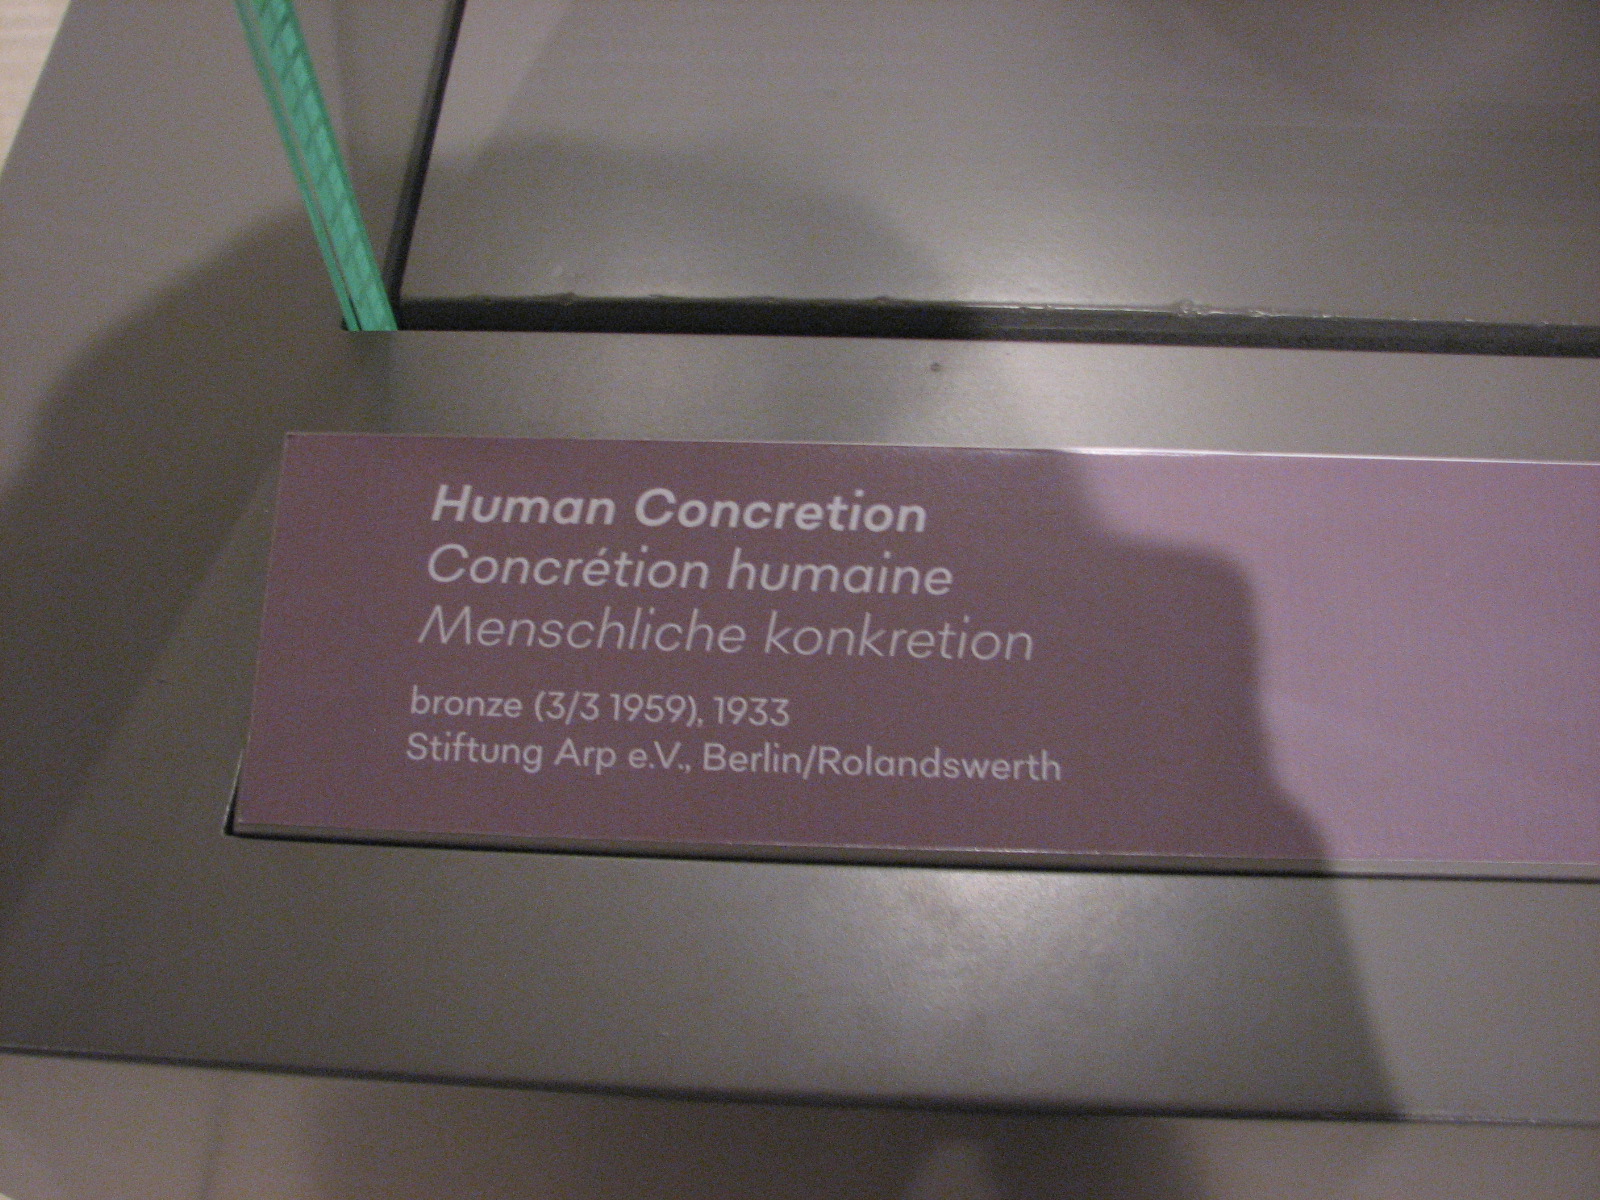 Human Concretion
Concrétion humaine
Menschliche konkretion
bronze (3/3 1959), 1933
Stiftung Arp e.V., Berlin/Rolandswerth